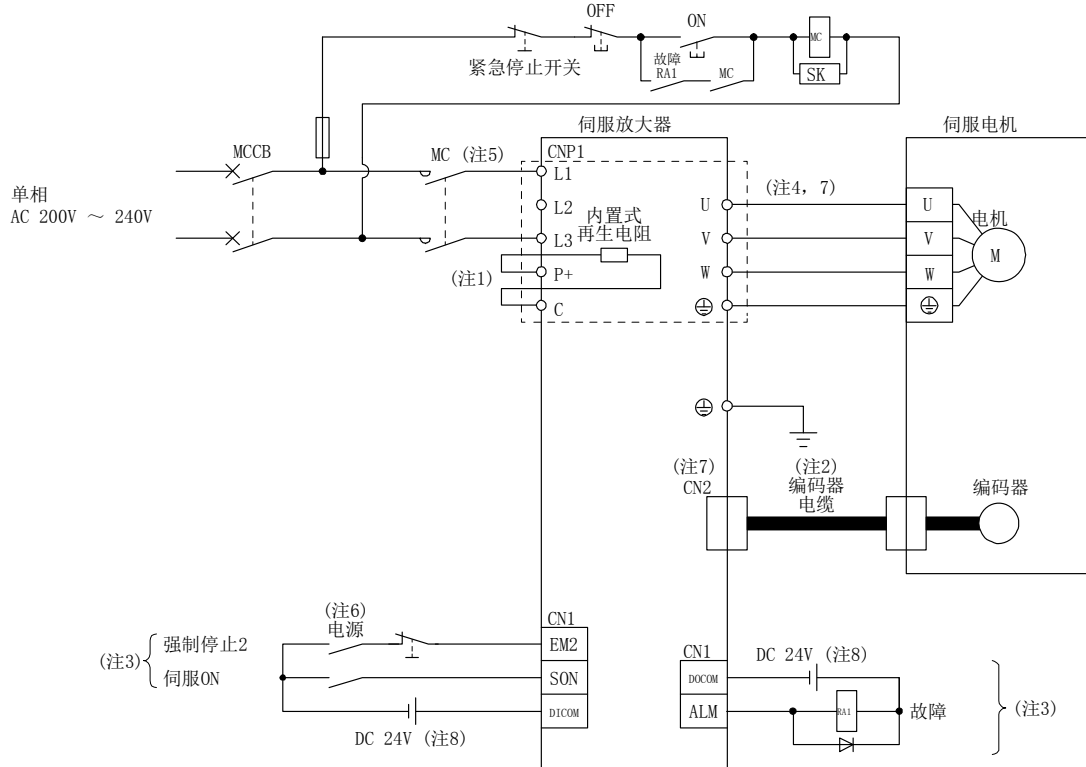 OFF
ON
MC
紧急停止开关
故障
RA1
MC
SK
伺服放大器
伺服电机
MCCB
MC (注5)
CNP1
L1
单相
AC 200V ～ 240V
L2
内置式
再生电阻
U
(注4, 7)
U
电机
L3
V
V
M
(注1)
P+
W
W
C
(注7)
CN2
(注2)
编码器
电缆
编码器
(注6)
电源
CN1
(注3)
强制停止2
EM2
CN1
DC 24V (注8)
伺服ON
SON
DOCOM
DICOM
ALM
RA1
故障
(注3)
DC 24V (注8)